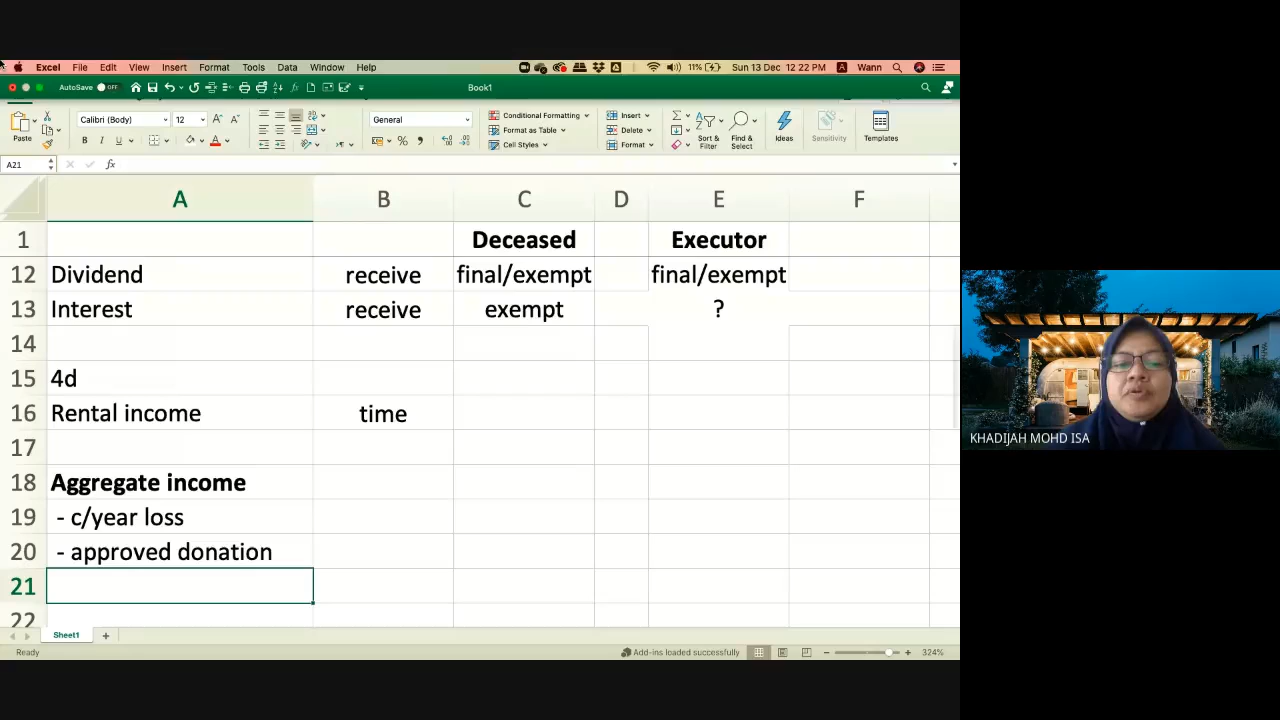 Excel File Edit View Insert Format Tools Data Window Help 11% Sun 13 Dec 12:22 PM A Wann
AutoSave OFF Book1
Paste Calibri (Body) 12 General Conditional Formatting Format as Table Cell Styles Insert Delete Format Sort & Filter Find & Select Ideas Sensitivity Templates
A21 fx
A B C D E F
1 Deceased Executor
12 Dividend receive final/exempt final/exempt
13 Interest receive exempt ?
14
15 4d
16 Rental income time
17
18 Aggregate income
19 - c/year loss
20 - approved donation
21
22
Sheet1 +
Ready Add-ins loaded successfully 324%
KHADIJAH MOHD ISA